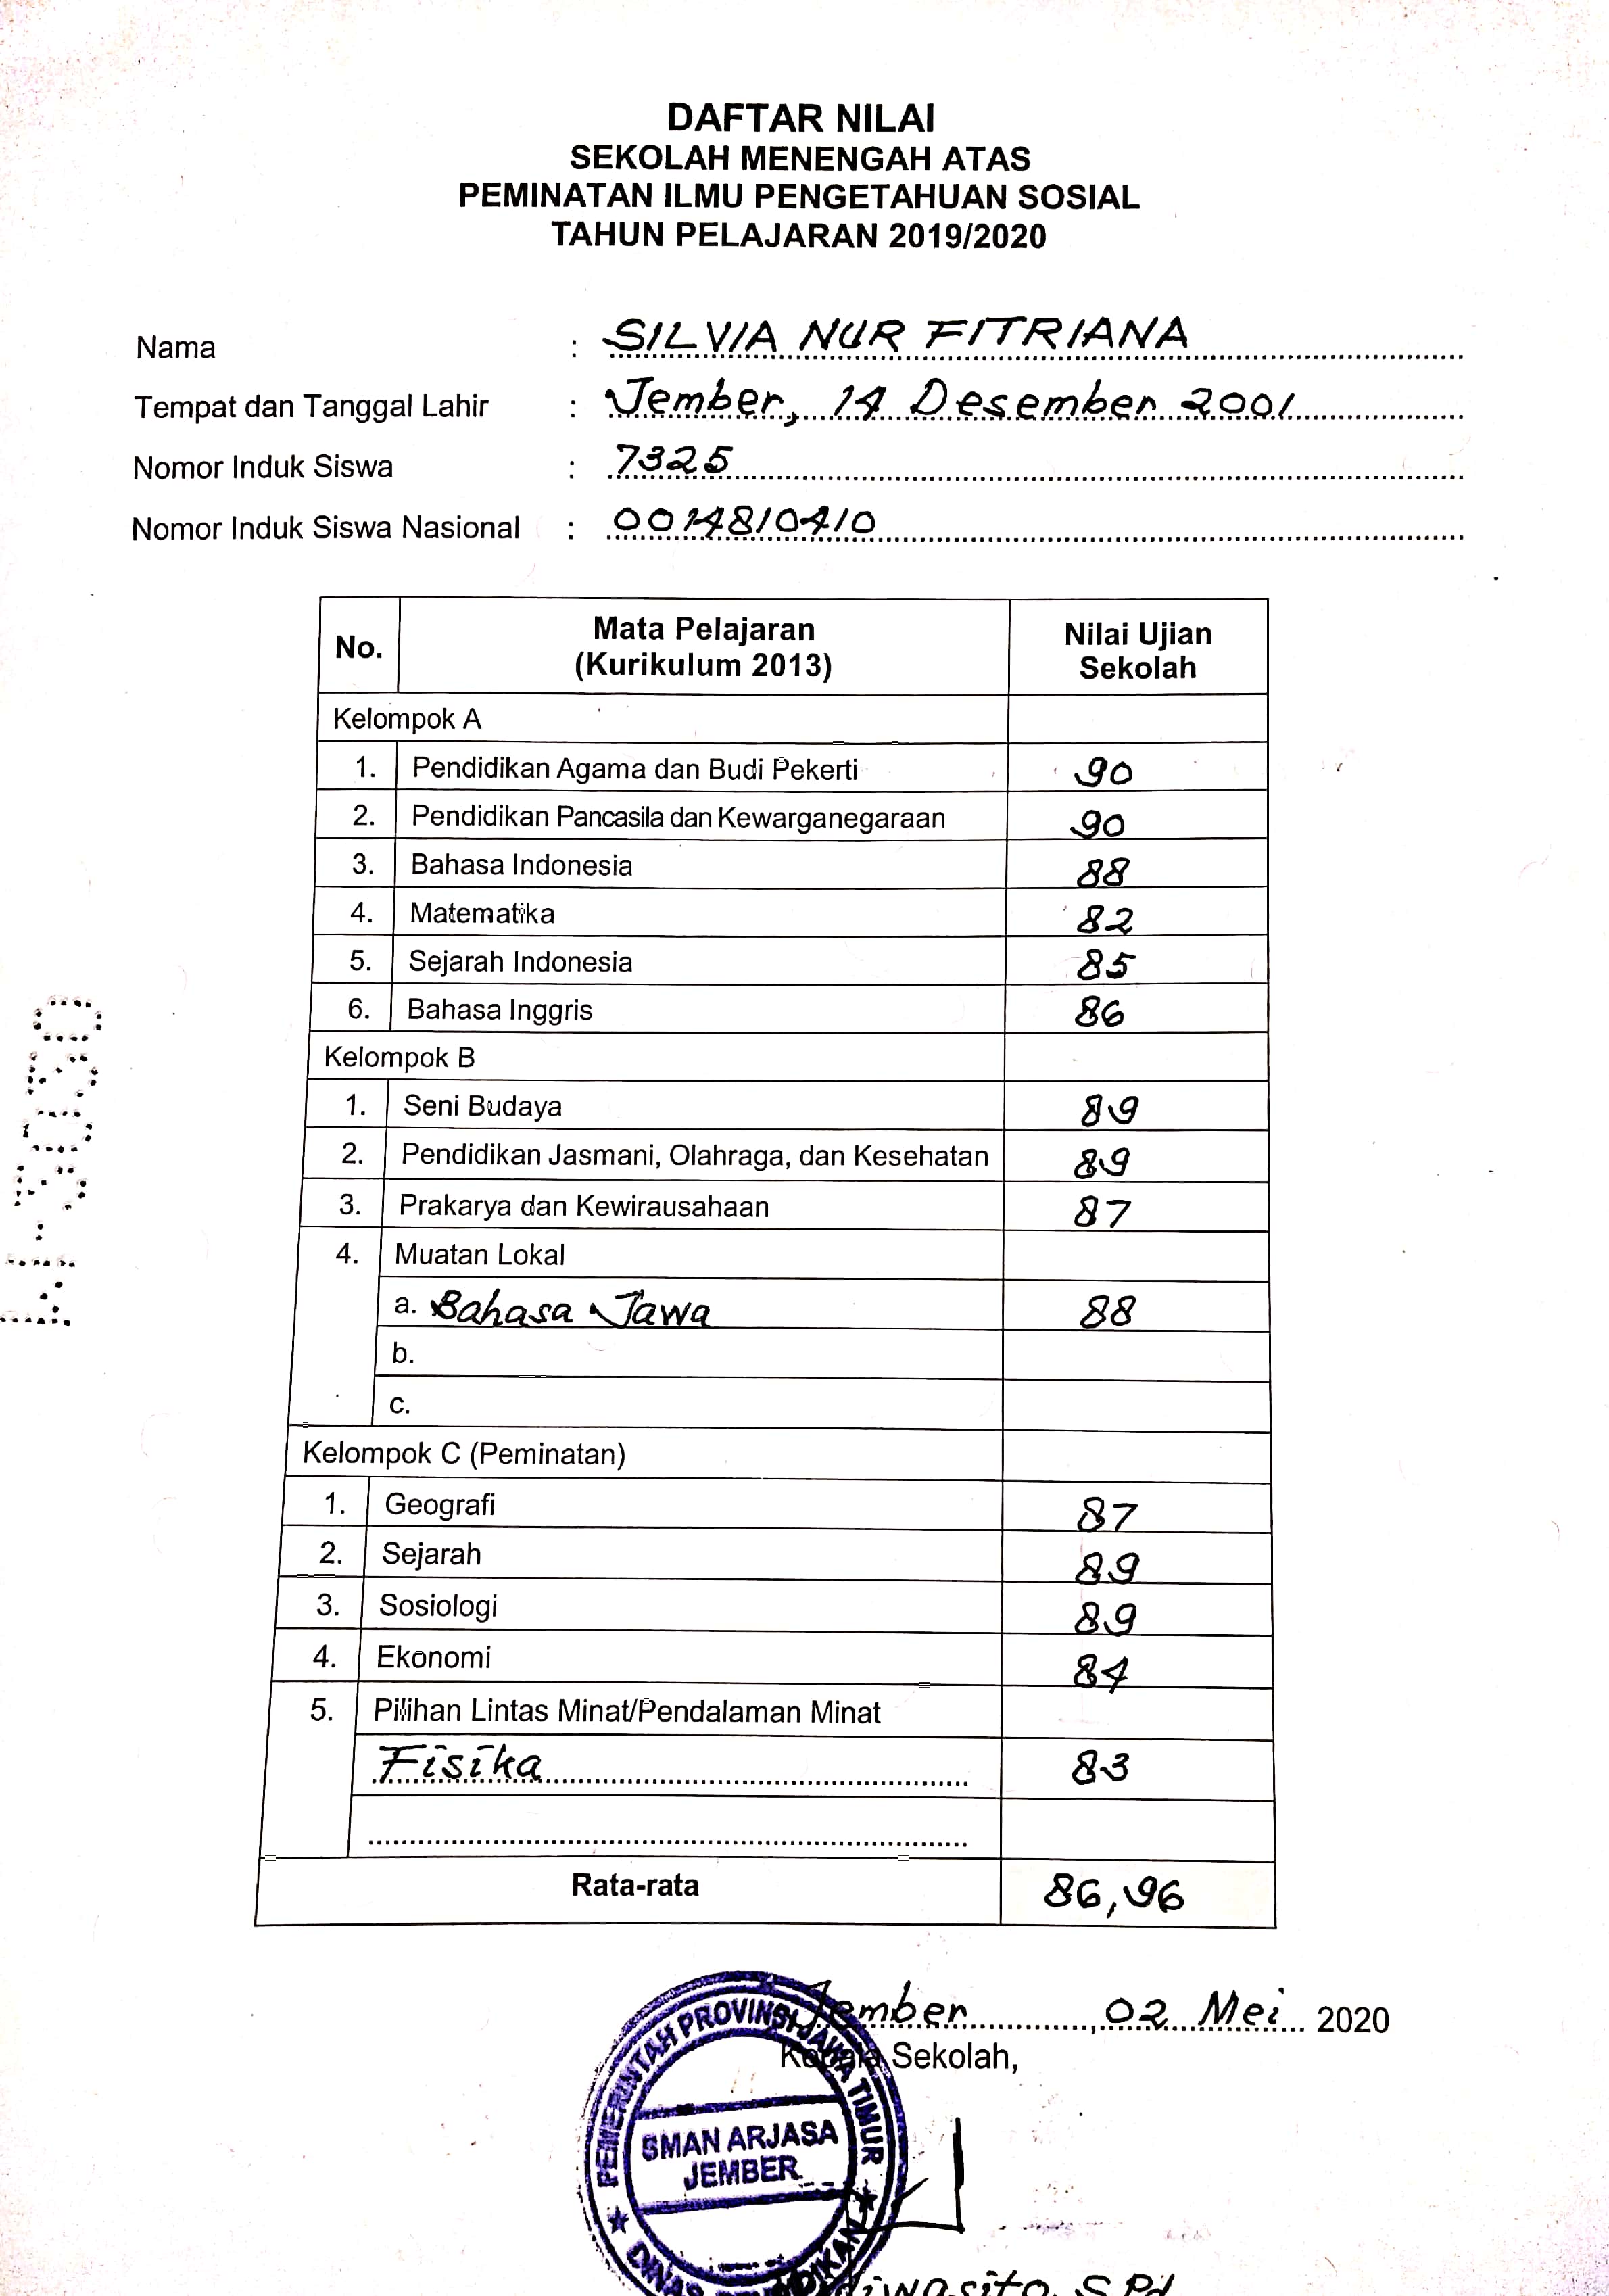 DAFTAR NILAI
SEKOLAH MENENGAH ATAS
PEMINATAN ILMU PENGETAHUAN SOSIAL
TAHUN PELAJARAN 2019/2020
Nama : SILVIA NUR FITRIANA
Tempat dan Tanggal Lahir : Jember, 14 Desember 2001
Nomor Induk Siswa : 7325
Nomor Induk Siswa Nasional : 0014810410
No. Mata Pelajaran (Kurikulum 2013) Nilai Ujian Sekolah
Kelompok A
1. Pendidikan Agama dan Budi Pekerti 90
2. Pendidikan Pancasila dan Kewarganegaraan 90
3. Bahasa Indonesia 88
4. Matematika 82
5. Sejarah Indonesia 85
6. Bahasa Inggris 86
Kelompok B
1. Seni Budaya 89
2. Pendidikan Jasmani, Olahraga, dan Kesehatan 89
3. Prakarya dan Kewirausahaan 87
4. Muatan Lokal
a. Bahasa Jawa 88
b.
c.
Kelompok C (Peminatan)
1. Geografi 87
2. Sejarah 89
3. Sosiologi 89
4. Ekonomi 84
5. Pilihan Lintas Minat/Pendalaman Minat
Fisika 83
Rata-rata 86,96
Jember, 02 Mei 2020
Kepala Sekolah,
PEMERINTAH PROVINSI JAWA TIMUR
SMAN ARJASA
JEMBER
DINAS PENDIDIKAN
S.Pd